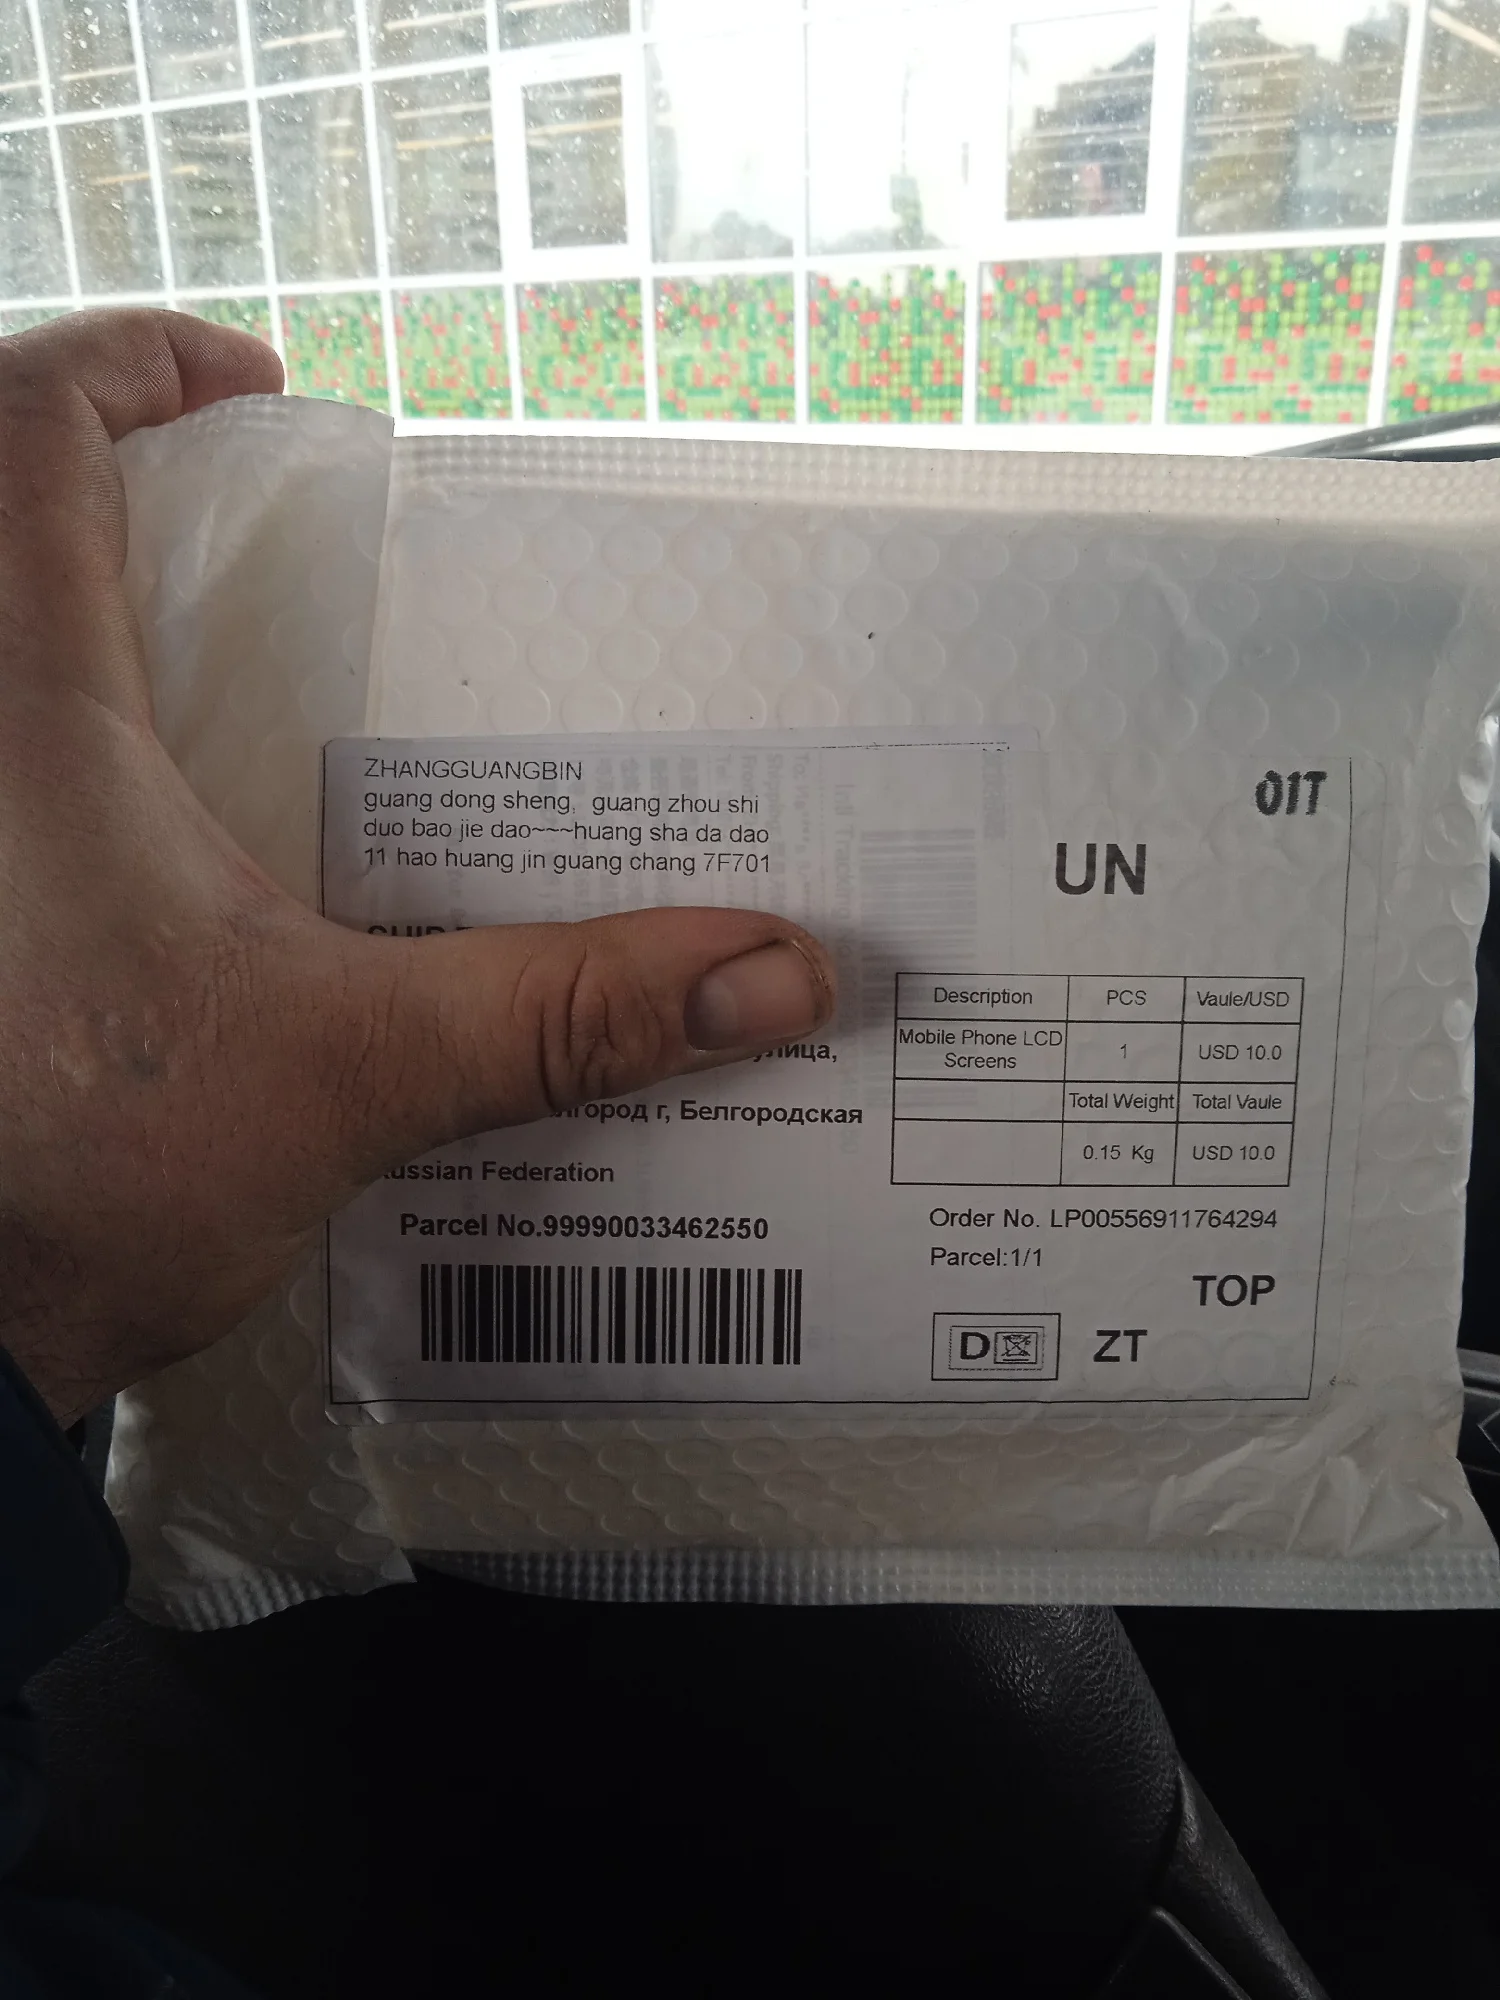 ZHANGGUANGBIN
guang dong sheng, guang zhou shi
duo bao jie dao~~~huang sha da dao
11 hao huang jin guang chang 7F701
01T
UN
Description PCS Vaule/USD
Mobile Phone LCD
Screens 1 USD 10.0
Total Weight Total Vaule
0.15 Kg USD 10.0
г, Белгородская
Federation
Parcel No.99990033462550
Order No. LP00556911764294
Parcel:1/1
TOP
D
ZT